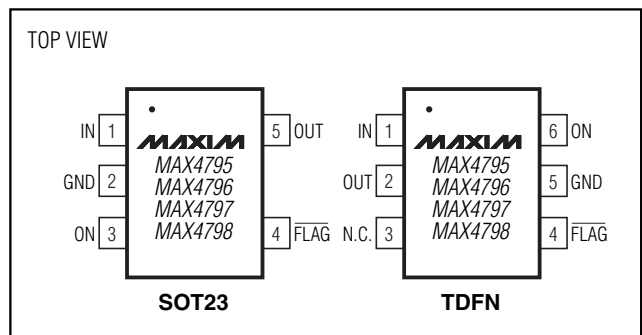 TOP VIEW
IN 1
GND 2
ON 3
5 OUT
4 FLAG
MAXIM
MAX4795
MAX4796
MAX4797
MAX4798
SOT23
IN 1
OUT 2
N.C. 3
6 ON
5 GND
4 FLAG
MAXIM
MAX4795
MAX4796
MAX4797
MAX4798
TDFN